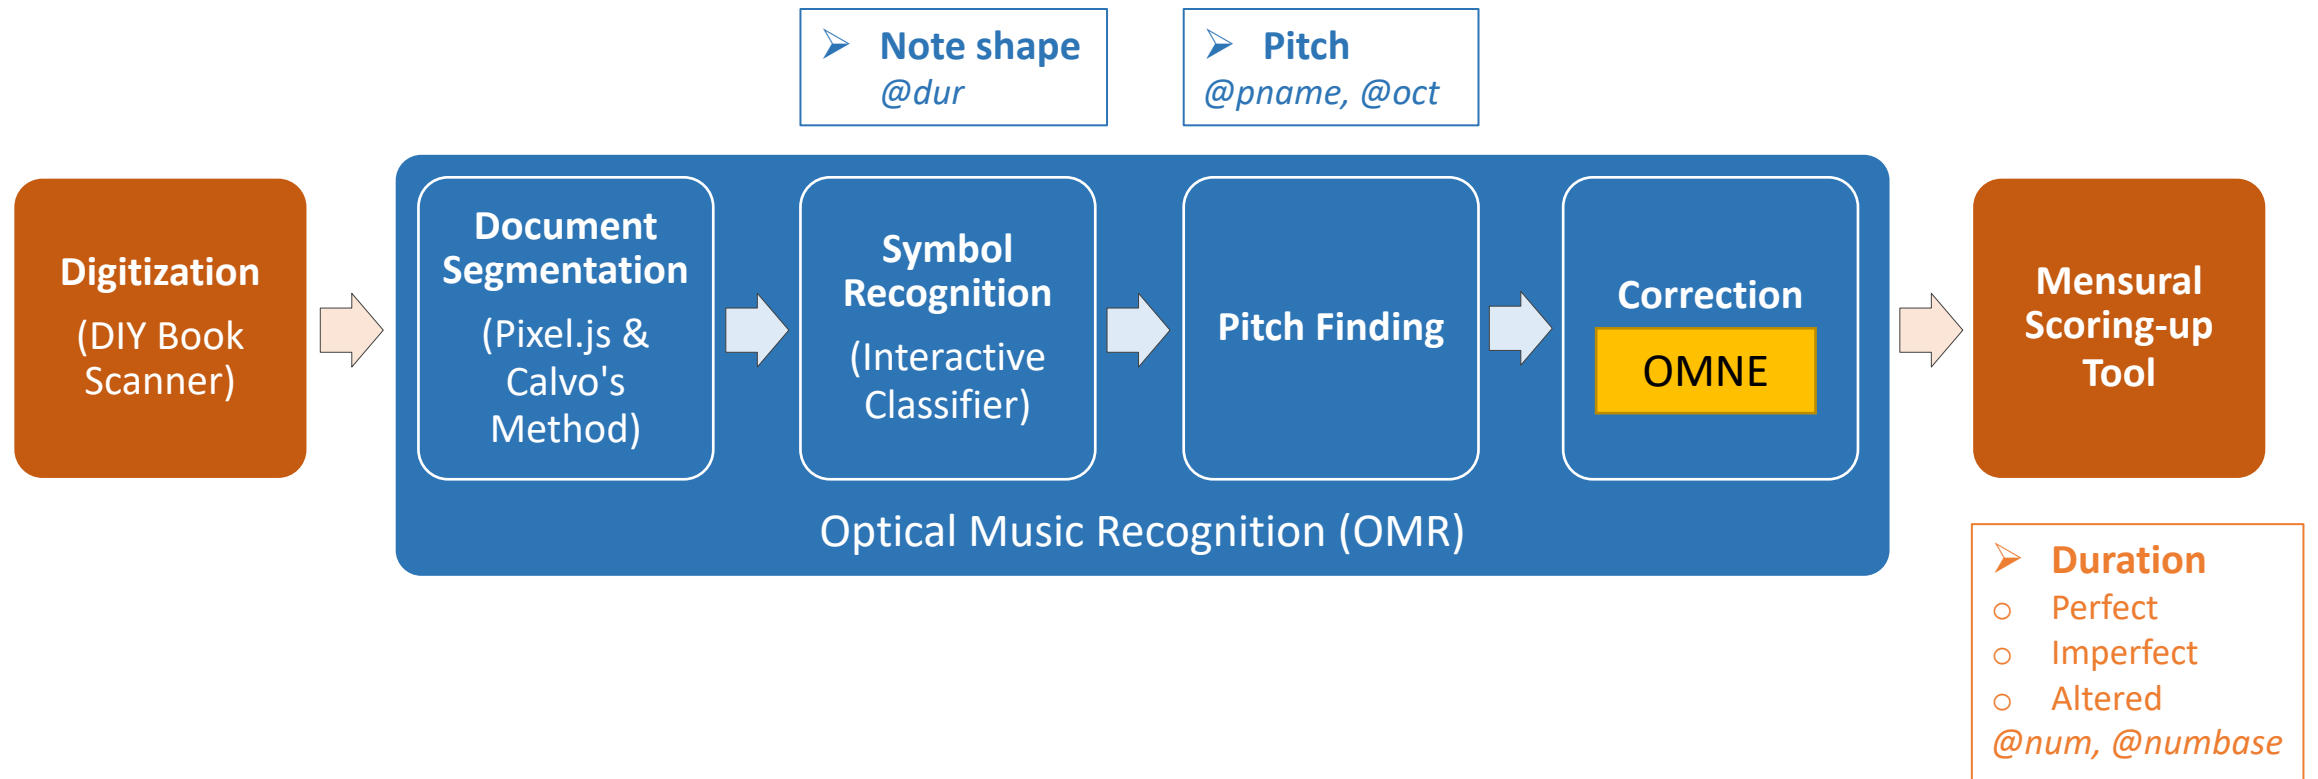 ➢ Note shape
@dur
➢ Pitch
@pname, @oct
Digitization
(DIY Book
Scanner)
Document
Segmentation
(Pixel.js &
Calvo's
Method)
Symbol
Recognition
(Interactive
Classifier)
Pitch Finding
Correction
OMNE
Optical Music Recognition (OMR)
Mensural
Scoring-up
Tool
➢ Duration
o Perfect
o Imperfect
o Altered
@num, @numbase